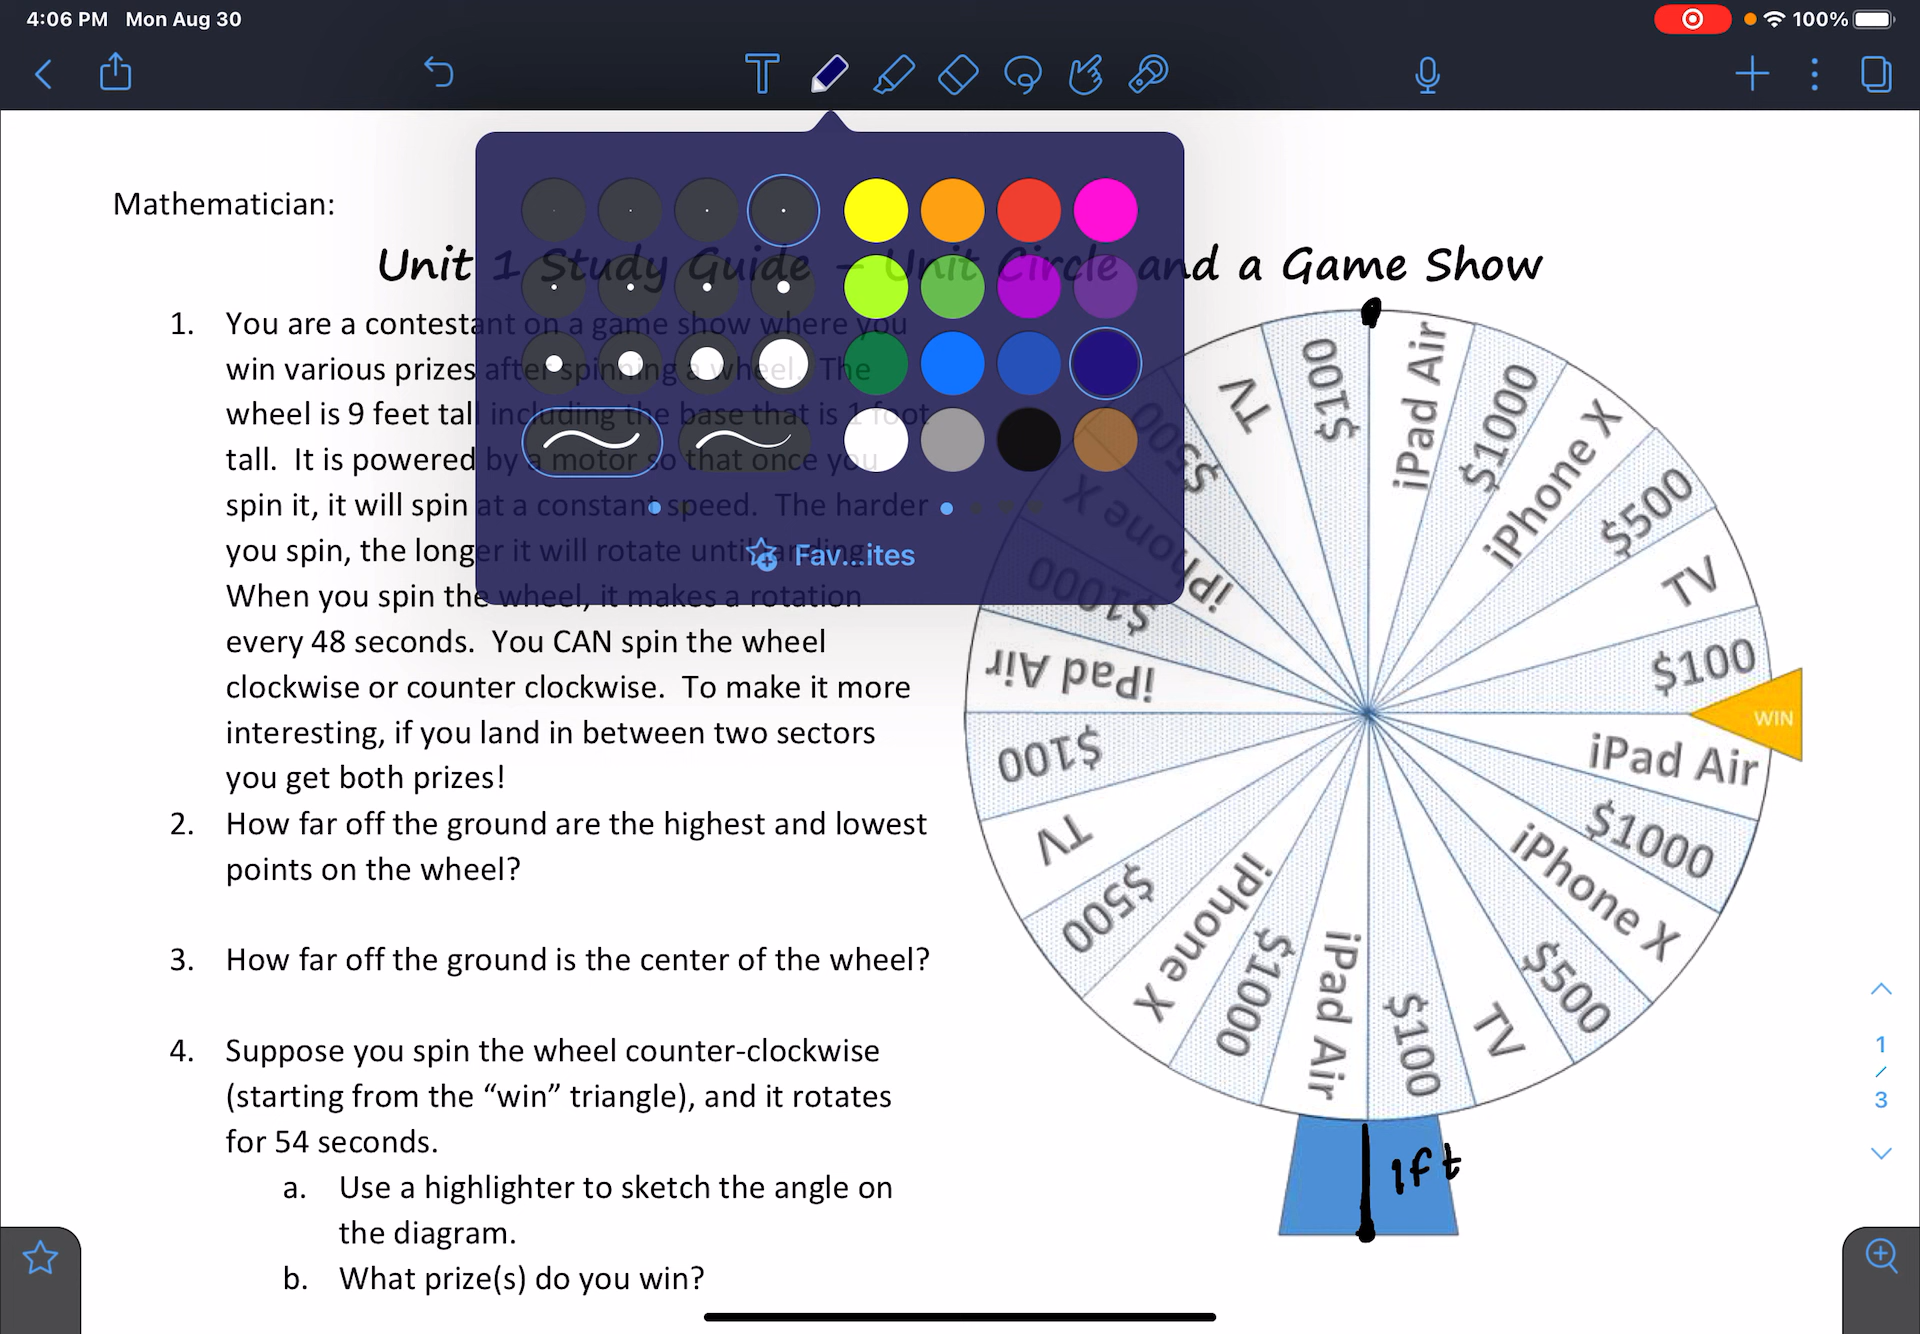 4:06 PM Mon Aug 30
100%
Mathematician:
Unit 1 Study Guide – Unit Circle and a Game Show
1. You are a contestant on a game show where you
win various prizes after spinning a wheel. The
wheel is 9 feet tall including the base that is 1 foot
tall. It is powered by a motor so that once you
spin it, it will spin at a constant speed. The harder
you spin, the longer it will rotate until landing
Fav...ites
When you spin the wheel, it makes a rotation
every 48 seconds. You CAN spin the wheel
clockwise or counter clockwise. To make it more
interesting, if you land in between two sectors
you get both prizes!
2. How far off the ground are the highest and lowest
points on the wheel?
3. How far off the ground is the center of the wheel?
4. Suppose you spin the wheel counter-clockwise
(starting from the “win” triangle), and it rotates
for 54 seconds.
a. Use a highlighter to sketch the angle on
the diagram.
b. What prize(s) do you win?
iPad Air
$1000
iPhone X
$500
TV
$100
WIN
iPad Air
$1000
iPhone X
$500
TV
$100
iPad Air
$1000
iPhone X
$500
TV
$100
iPad Air
$1000
iPhone X
$500
TV
$100
1ft
1
/
3